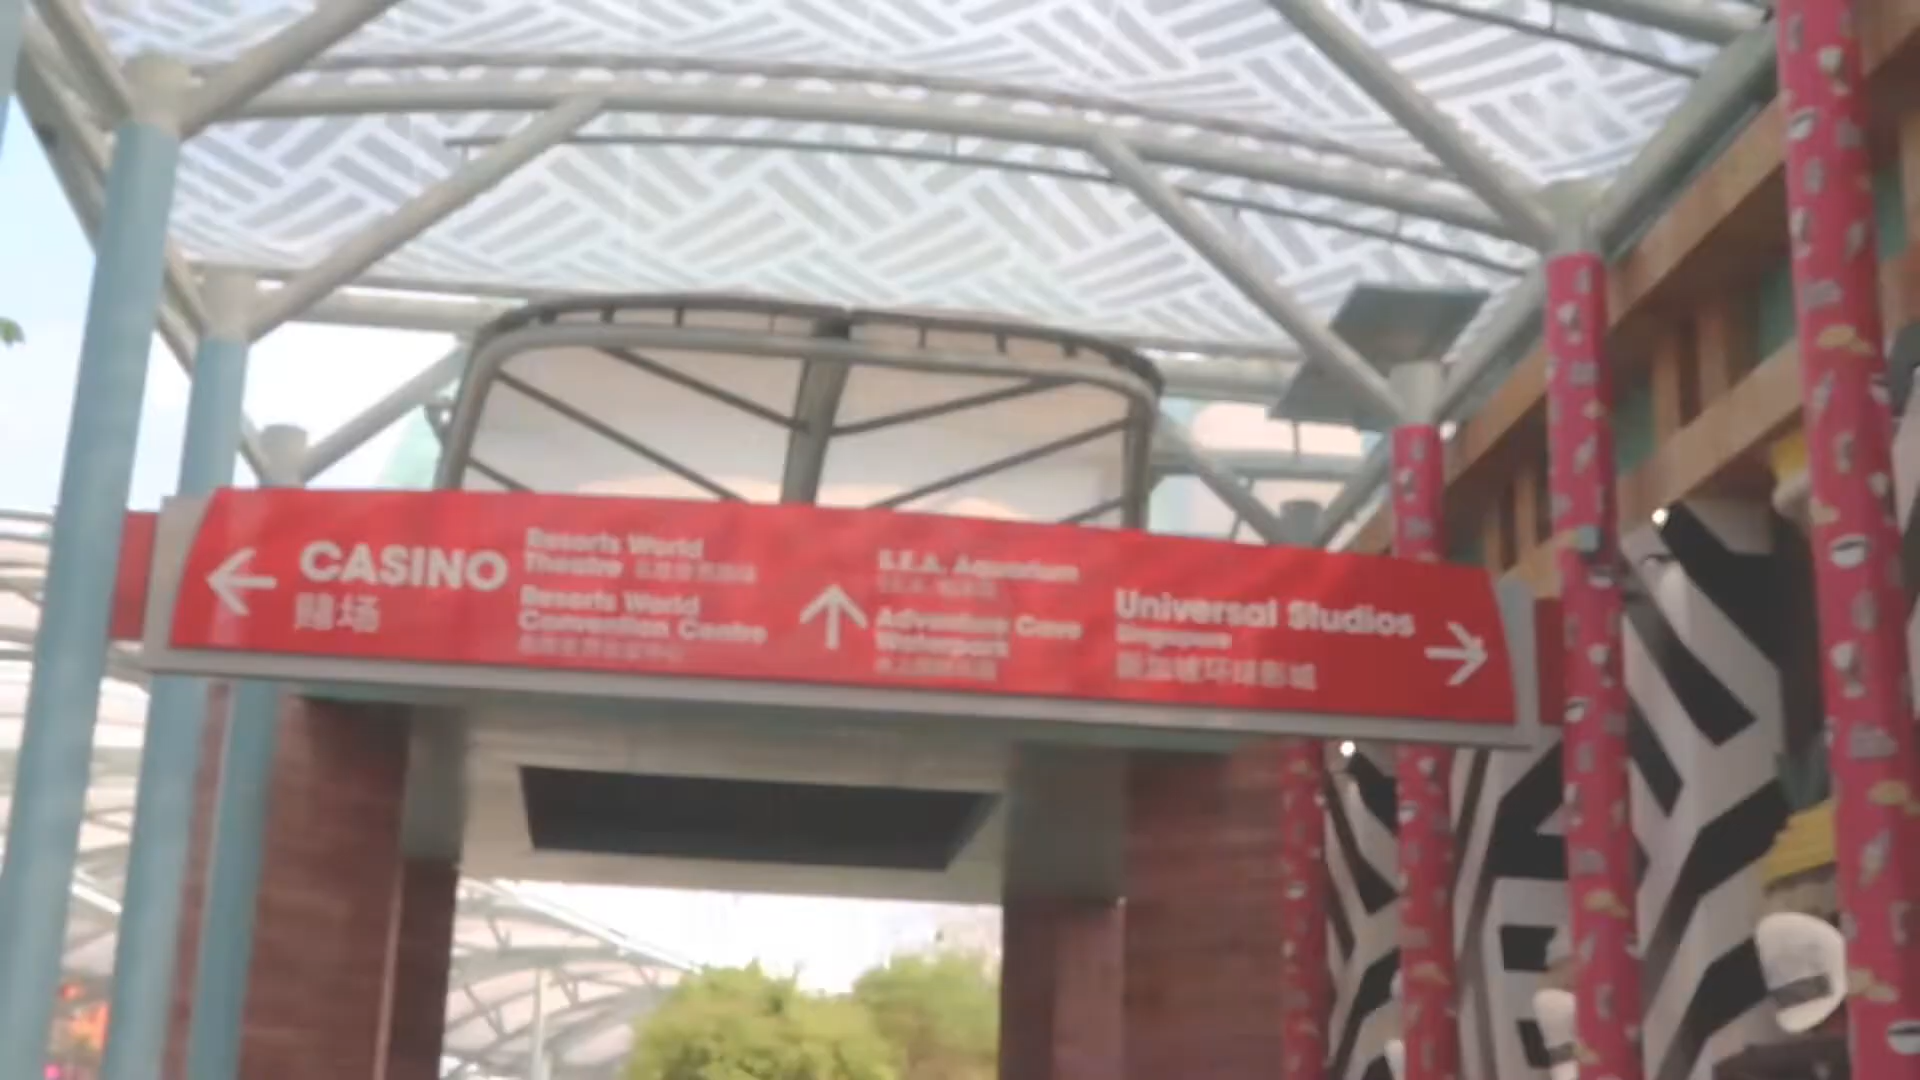 CASINO
赌场
Resorts World
Theatre
Resorts World
Convention Centre
S.E.A. Aquarium
Adventure Cove
Waterpark
Universal Studios
Singapore
新加坡环球影城